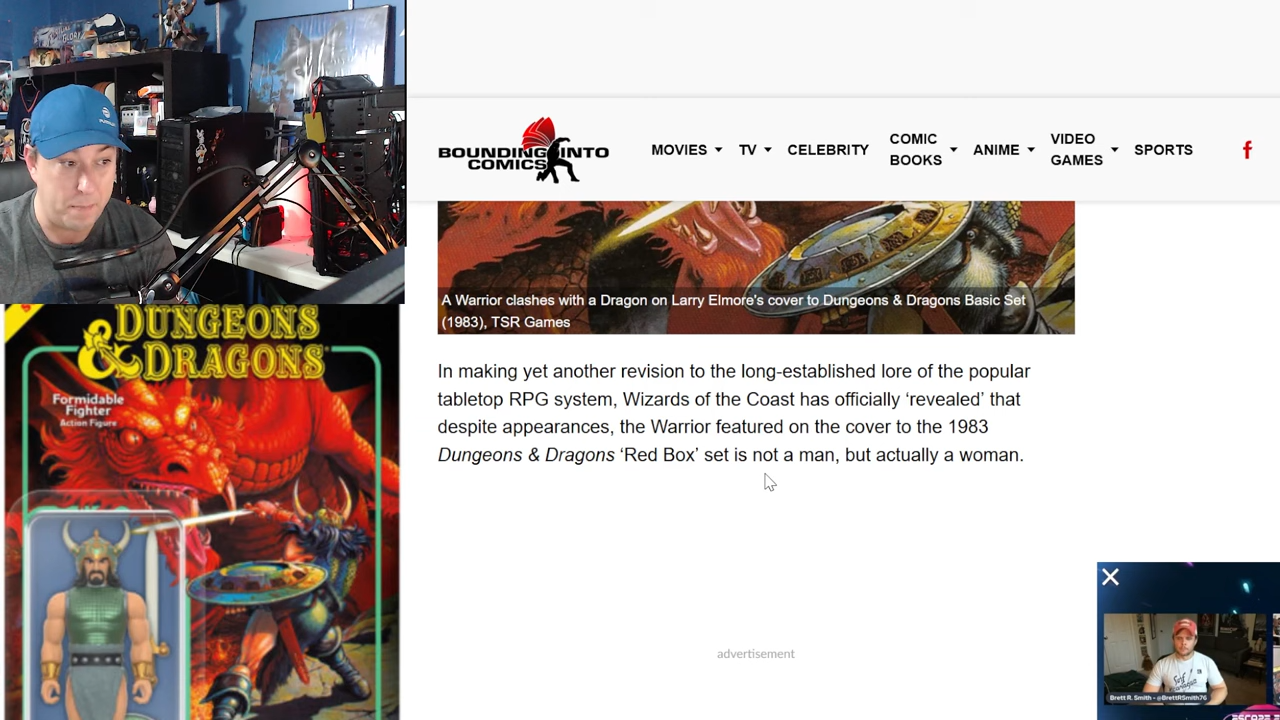 BOUNDING INTO
COMICS
MOVIES
TV
CELEBRITY
COMIC
BOOKS
ANIME
VIDEO
GAMES
SPORTS
f
A Warrior clashes with a Dragon on Larry Elmore's cover to Dungeons & Dragons Basic Set
(1983), TSR Games
In making yet another revision to the long-established lore of the popular
tabletop RPG system, Wizards of the Coast has officially ‘revealed’ that
despite appearances, the Warrior featured on the cover to the 1983
Dungeons & Dragons ‘Red Box’ set is not a man, but actually a woman.
advertisement
DUNGEONS
& DRAGONS
Formidable
Fighter
Action Figure
Brett R. Smith - @BrettRSmith76